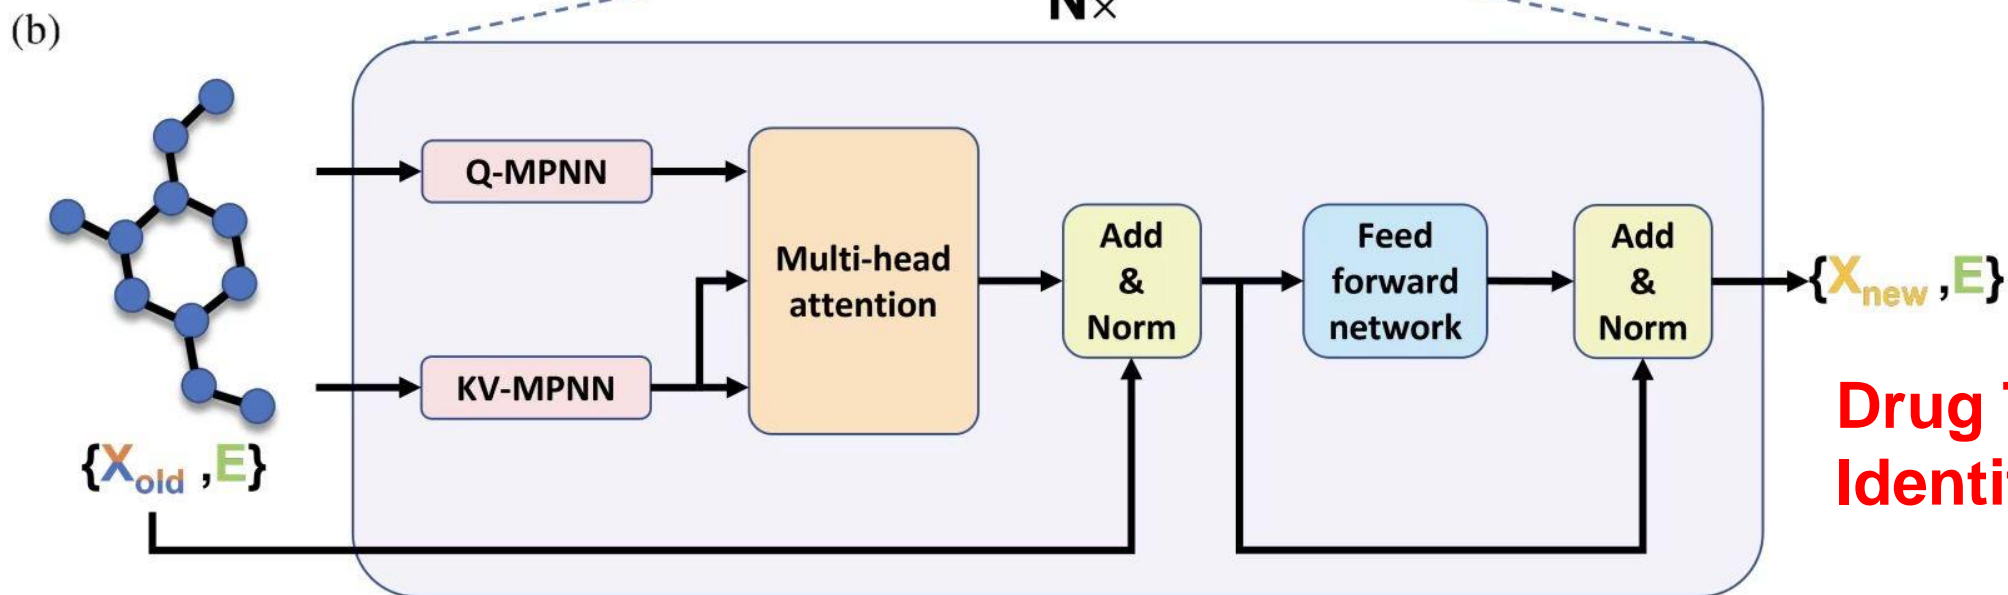 (b)
N×
Q-MPNN
KV-MPNN
Multi-head
attention
Add
&
Norm
Feed
forward
network
Add
&
Norm
{Xnew ,E}
{Xold ,E}
Drug